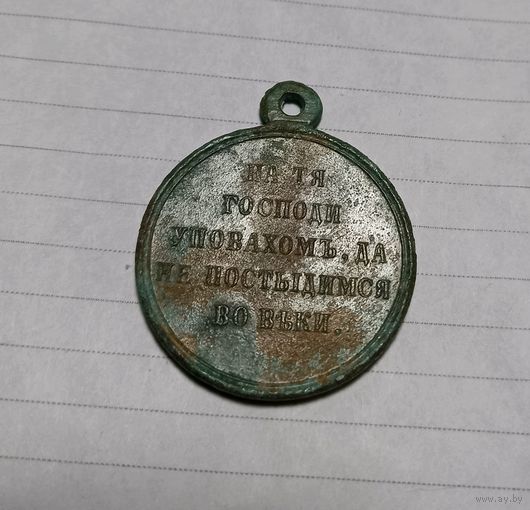 НА ТЯ
ГОСПОДИ
УПОВАХОМЪ, ДА
НЕ ПОСТЫДИМСЯ
ВО ВѢКИ.
www.ay.by